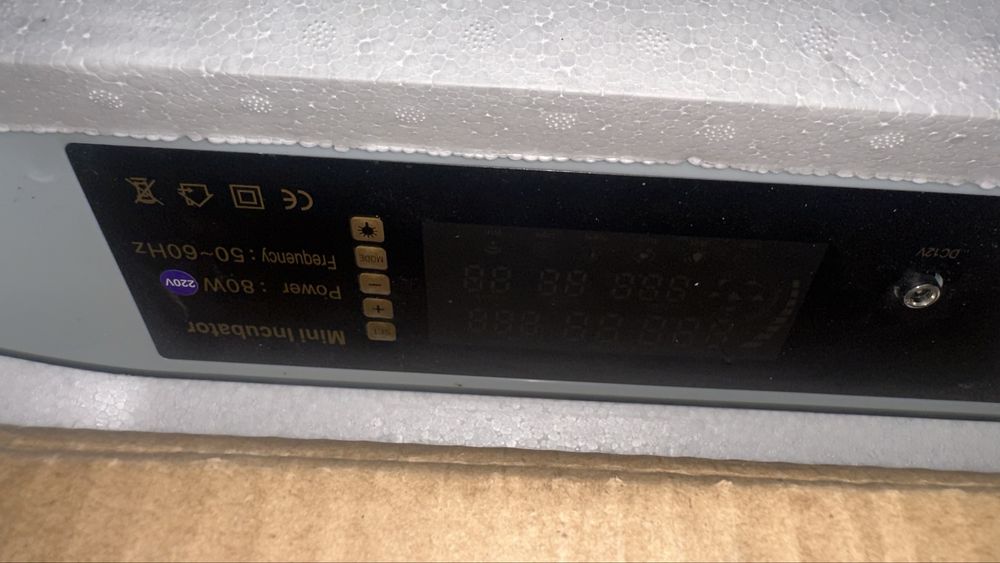 Mini Incubator
Power : 80W
220V
Frequency : 50~60Hz
CE
SET
+
−
MODE
DC12V